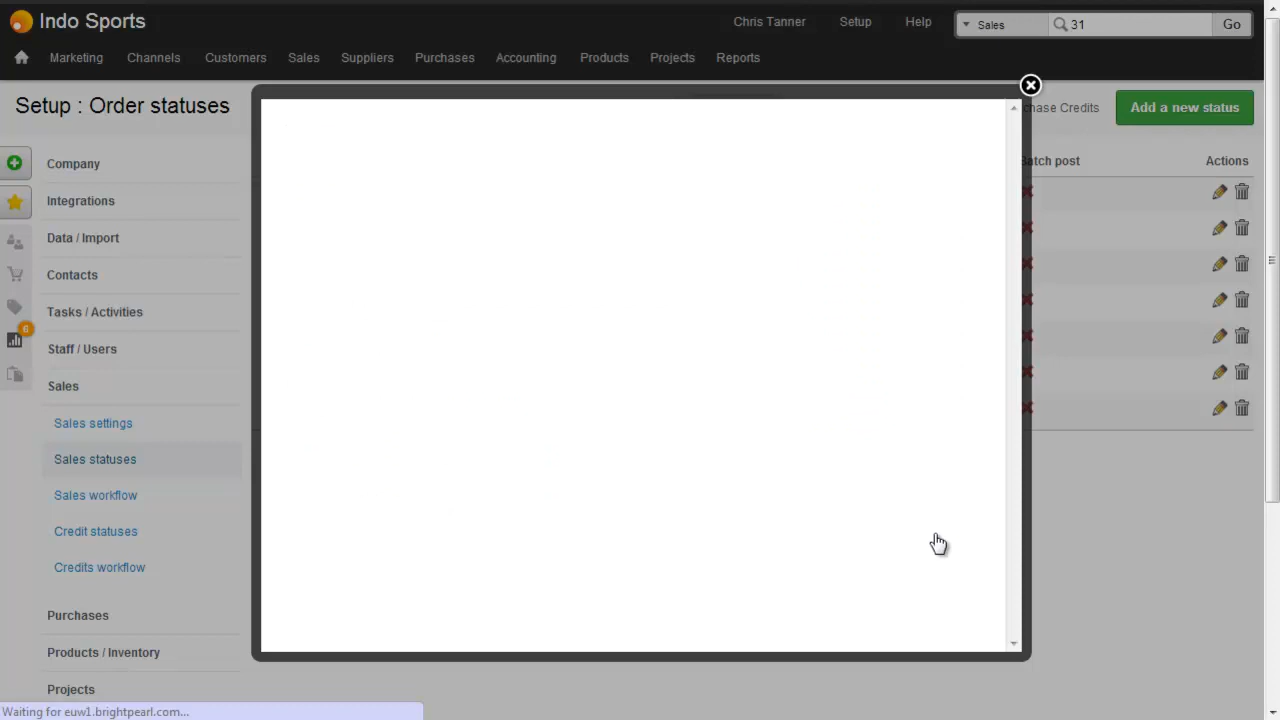 Indo Sports
Chris Tanner Setup Help Sales 31 Go
Marketing Channels Customers Sales Suppliers Purchases Accounting Products Projects Reports
Setup : Order statuses
chase Credits Add a new status
Batch post Actions
Company
Integrations
Data / Import
Contacts
Tasks / Activities
6
Staff / Users
Sales
Sales settings
Sales statuses
Sales workflow
Credit statuses
Credits workflow
Purchases
Products / Inventory
Projects
Waiting for euw1.brightpearl.com...